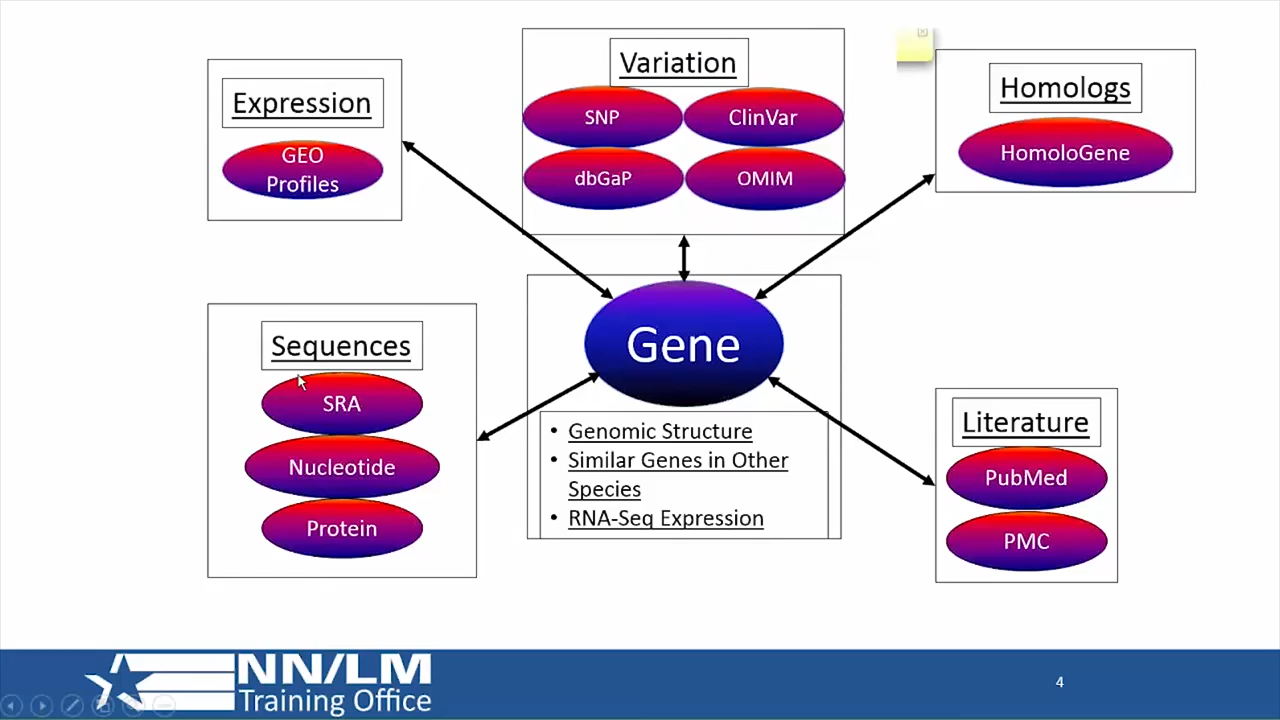 Expression
GEO
Profiles
Variation
SNP
ClinVar
dbGaP
OMIM
Homologs
HomoloGene
Sequences
SRA
Nucleotide
Protein
Gene
• Genomic Structure
• Similar Genes in Other
Species
• RNA-Seq Expression
Literature
PubMed
PMC
NN/LM
Training Office
4